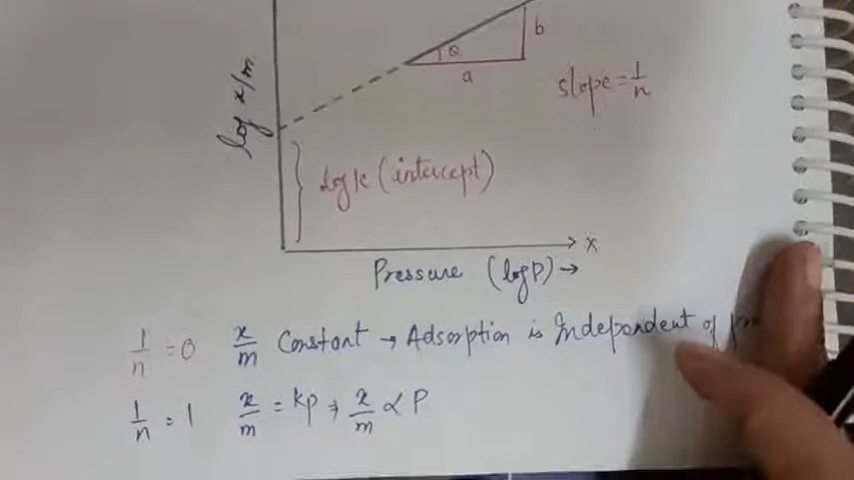 b
θ
a
slope = 1/n
log x/m
log k (intercept)
x
Pressure (log P) →
1/n = 0 x/m Constant → Adsorption is Independent of
1/n = 1 x/m = kp → x/m ∝ P